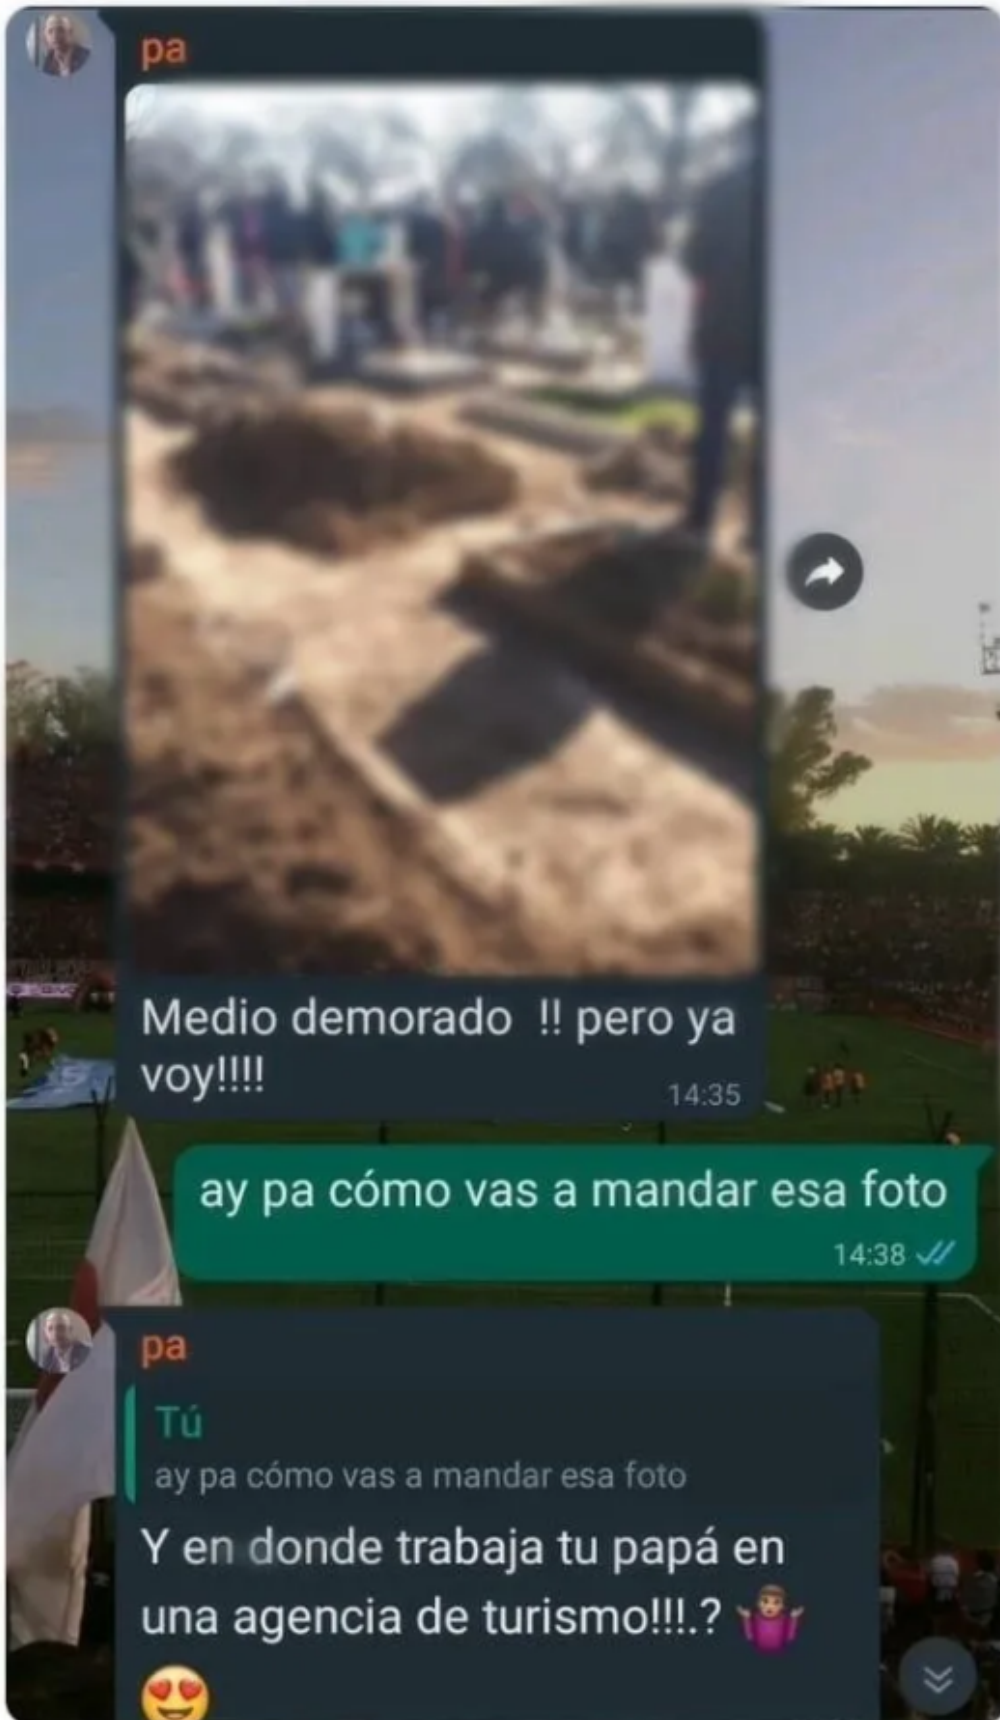 pa
Medio demorado !! pero ya
voy!!!!
14:35
ay pa cómo vas a mandar esa foto
14:38
pa
Tú
ay pa cómo vas a mandar esa foto
Y en donde trabaja tu papá en
una agencia de turismo!!!.? 🤷🏽‍♂️
😍